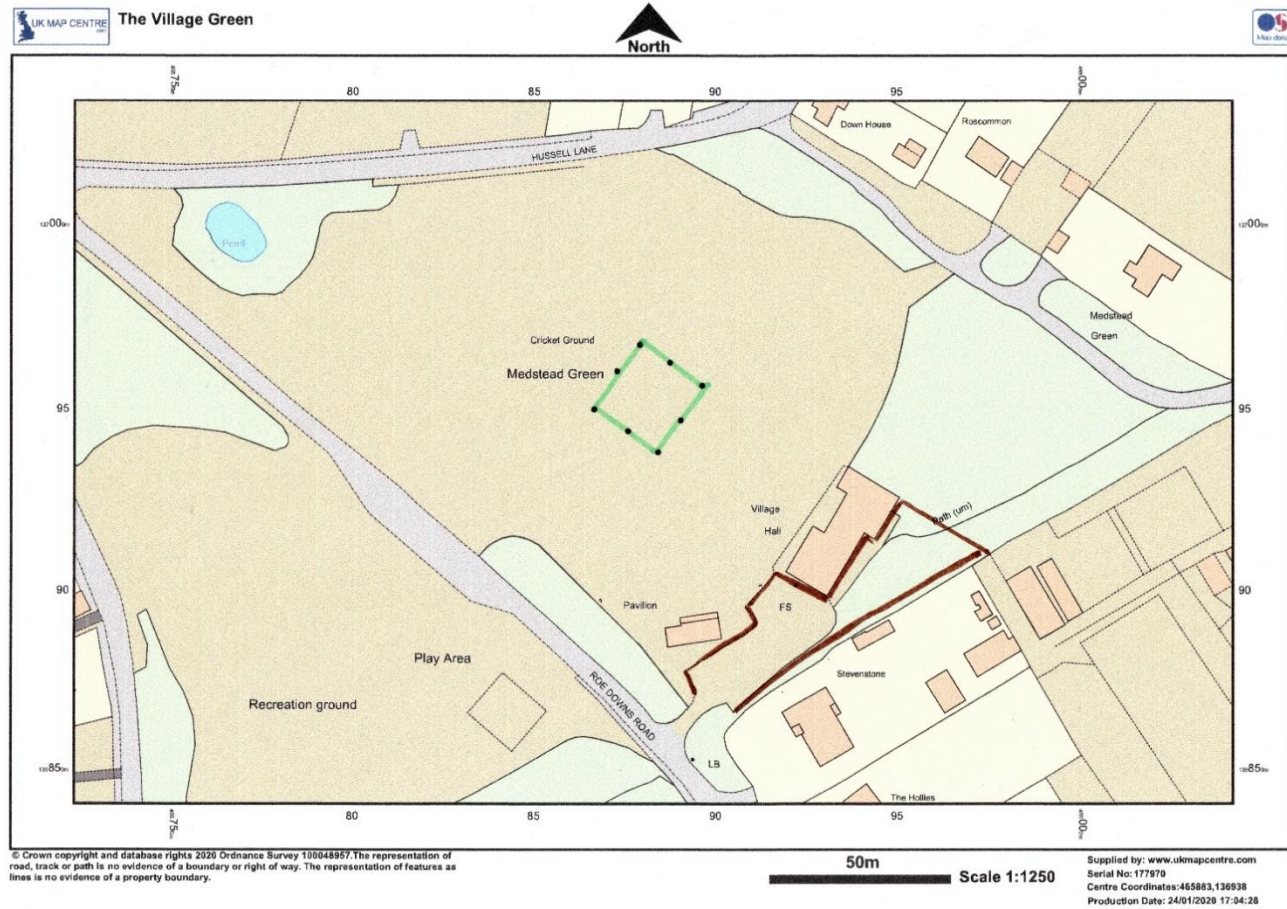 UK MAP CENTRE
The Village Green
North
80
85
90
95
Down House
Roscommon
HUSSELL LANE
Pond
Cricket Ground
Medstead Green
Medstead
Green
95
95
Village
Hall
Path (um)
90
90
Pavilion
FS
Play Area
Stevenstone
Recreation ground
ROE DOWNS ROAD
LB
The Hollies
80
85
90
95
© Crown copyright and database rights 2020 Ordnance Survey 100048957.The representation of
road, track or path is no evidence of a boundary or right of way. The representation of features as
lines is no evidence of a property boundary.
50m
Scale 1:1250
Supplied by: www.ukmapcentre.com
Serial No: 177970
Centre Coordinates:465883,136938
Production Date: 24/01/2020 17:04:28